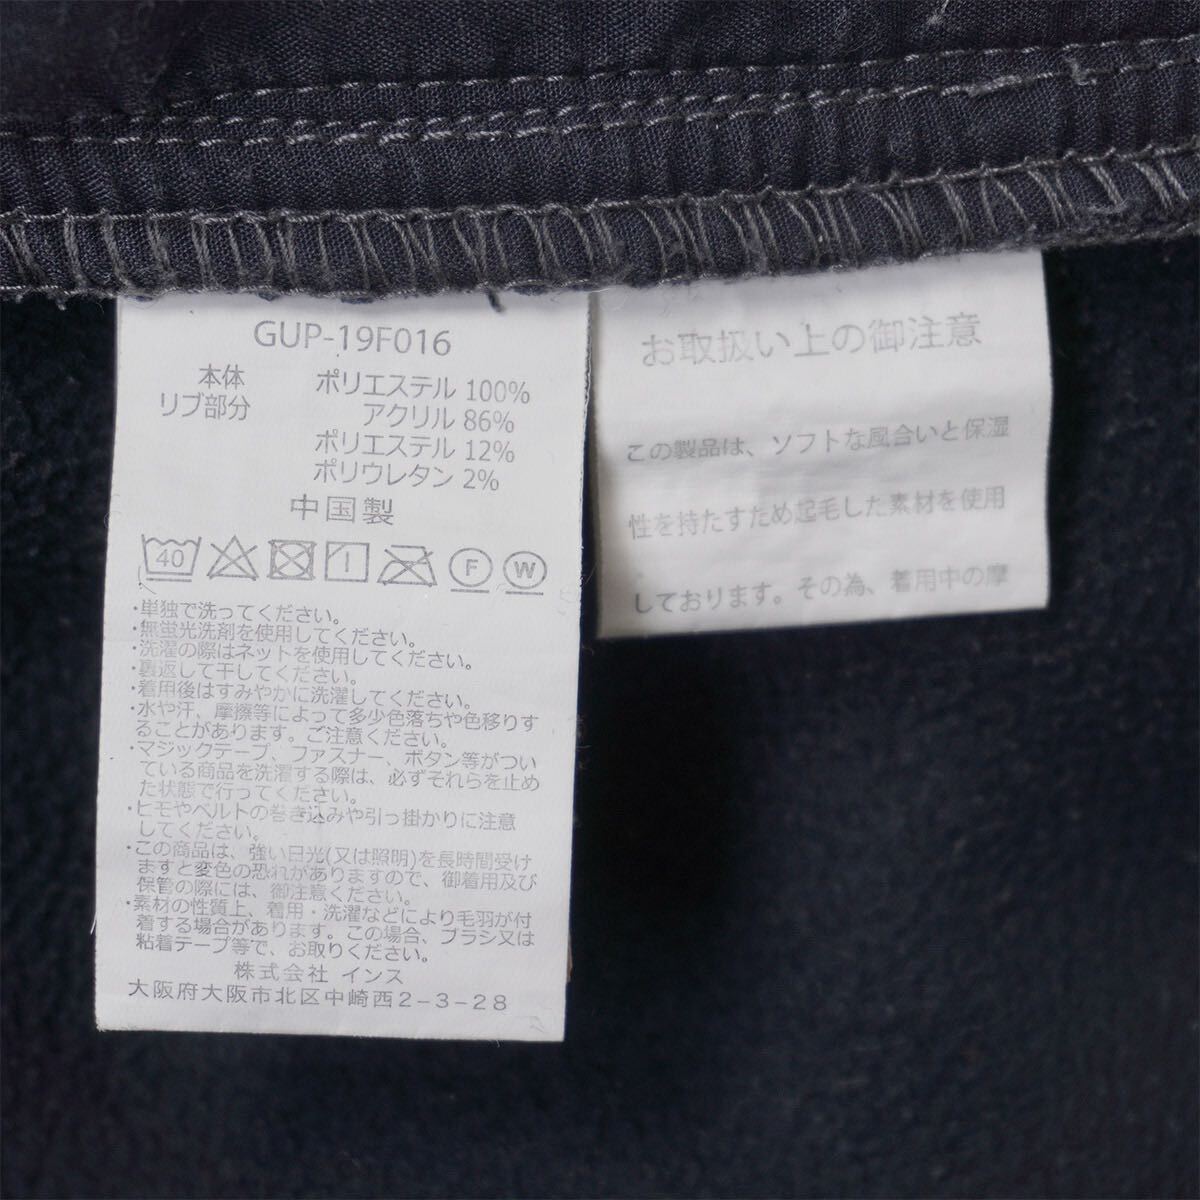 GUP-19F016
本体 ポリエステル 100%
リブ部分 アクリル 86%
ポリエステル 12%
ポリウレタン 2%
中国製
40 F W
・単独で洗ってください。
・無蛍光洗剤を使用してください。
・洗濯の際はネットを使用してください。
・裏返して干してください。
・着用後はすみやかに洗濯してください。
・水や汗、摩擦等によって多少色落ちや色移りす
ることがあります。ご注意ください。
・マジックテープ、ファスナー、ボタン等がつい
ている商品を洗濯する際は、必ずそれらを止め
た状態で行ってください。
・ヒモやベルトの巻き込みや引っ掛かりに注意
してください。
・この商品は、強い日光(又は照明)を長時間受け
ますと変色の恐れがありますので、御着用及び
保管の際には、御注意ください。
・素材の性質上、着用・洗濯などにより毛羽が付
着する場合があります。この場合、ブラシ又は
粘着テープ等で、お取りください。
株式会社 インス
大阪府大阪市北区中崎西2-3-28
お取扱い上の御注意
この製品は、ソフトな風合いと保湿
性を持たすため起毛した素材を使用
しております。その為、着用中の摩